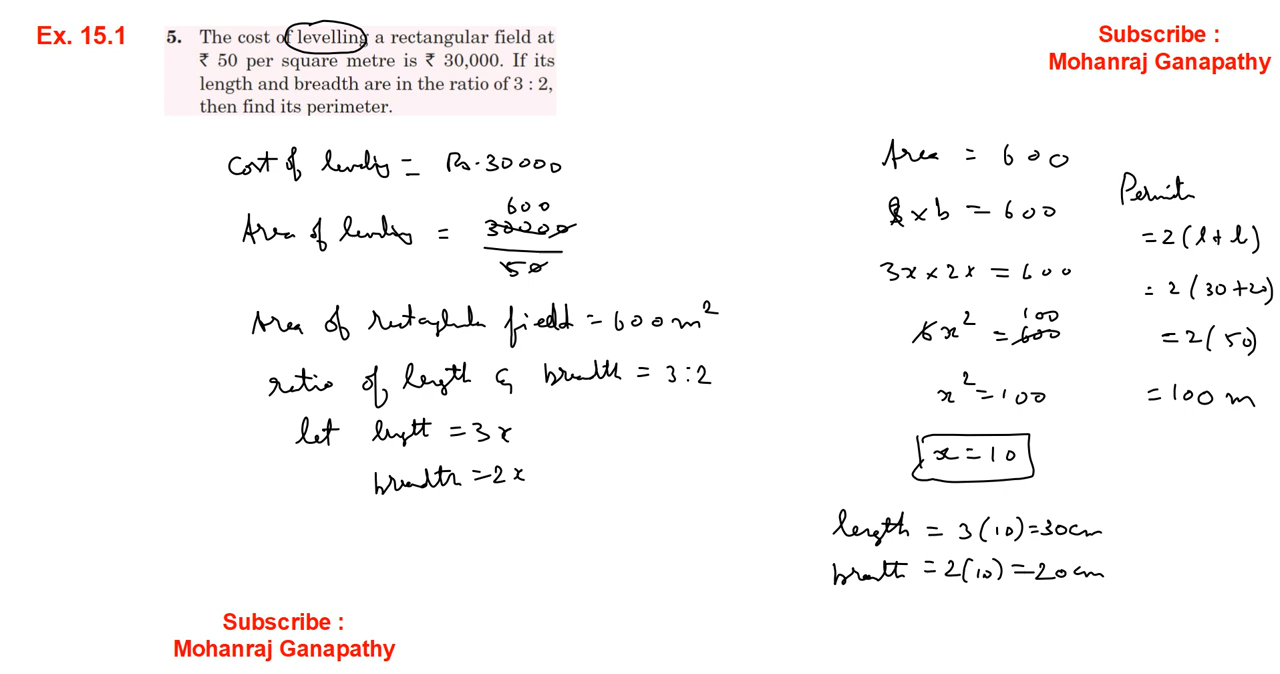 Ex. 15.1
5. The cost of levelling a rectangular field at
₹ 50 per square metre is ₹ 30,000. If its
length and breadth are in the ratio of 3 : 2,
then find its perimeter.
Subscribe :
Mohanraj Ganapathy
Cost of levelling = Rs. 30000
600
Area of levelling = 30000
50
Area of rectangular field = 600 m²
ratio of length & breadth = 3:2
let length = 3x
breadth = 2x
Area = 600
l × b = 600
3x × 2x = 600
100
6x² = 600
x² = 100
x = 10
length = 3(10) = 30cm
breadth = 2(10) = 20cm
= 2(l + b)
= 2(30+20)
= 2(50)
= 100 m
Subscribe :
Mohanraj Ganapathy